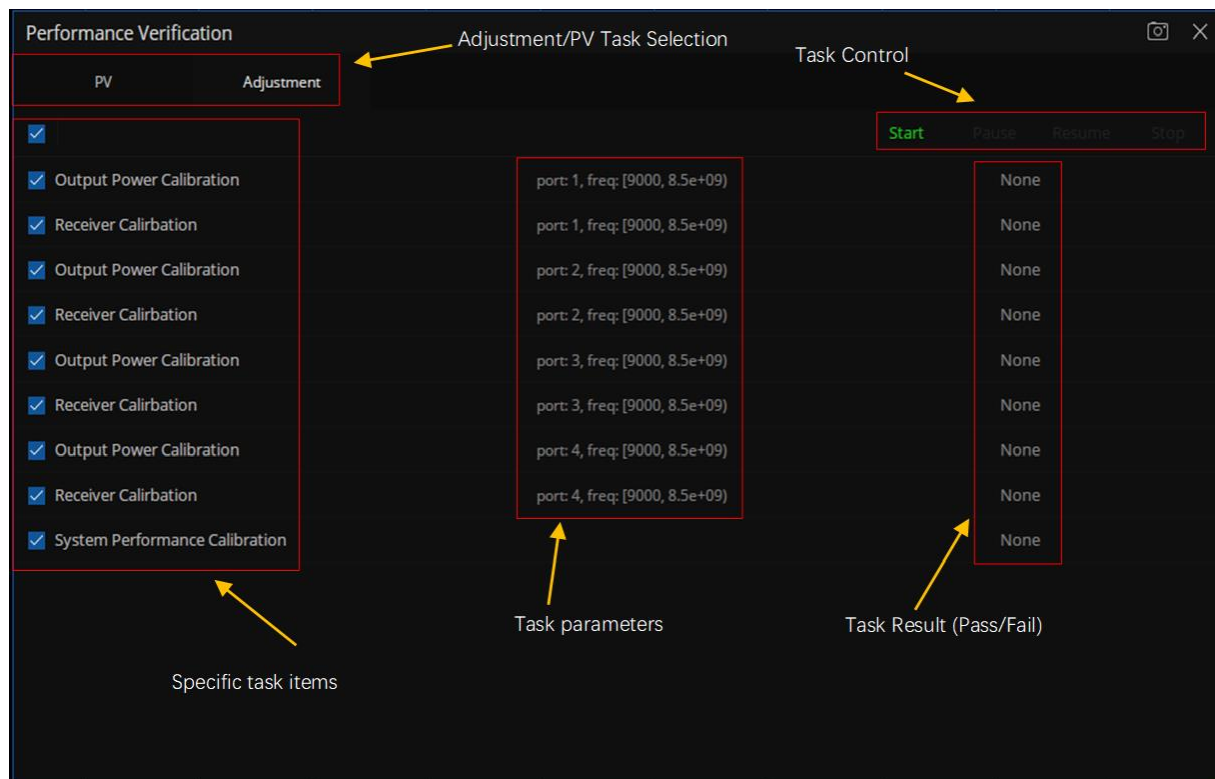 Performance Verification
Adjustment/PV Task Selection
Task Control
PV Adjustment
Start Pause Resume Stop
Output Power Calibration port: 1, freq: [9000, 8.5e+09) None
Receiver Calirbation port: 1, freq: [9000, 8.5e+09) None
Output Power Calibration port: 2, freq: [9000, 8.5e+09) None
Receiver Calirbation port: 2, freq: [9000, 8.5e+09) None
Output Power Calibration port: 3, freq: [9000, 8.5e+09) None
Receiver Calirbation port: 3, freq: [9000, 8.5e+09) None
Output Power Calibration port: 4, freq: [9000, 8.5e+09) None
Receiver Calirbation port: 4, freq: [9000, 8.5e+09) None
System Performance Calibration None
Task parameters
Task Result (Pass/Fail)
Specific task items